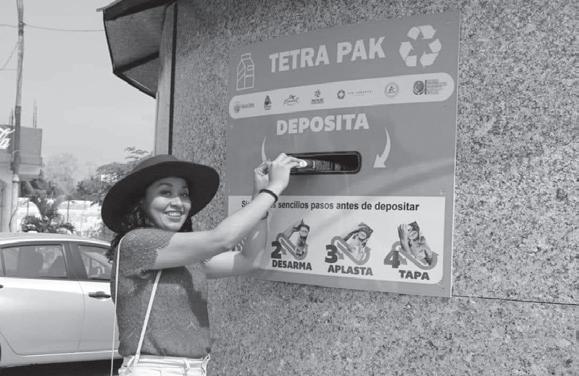 TETRA PAK
DEPOSITA
sencillos pasos antes de depositar
2 DESARMA
3 APLASTA
4 TAPA